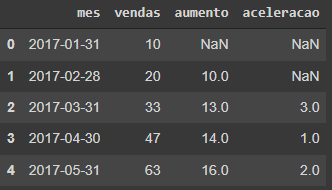 mes vendas aumento aceleracao
0 2017-01-31 10 NaN NaN
1 2017-02-28 20 10.0 NaN
2 2017-03-31 33 13.0 3.0
3 2017-04-30 47 14.0 1.0
4 2017-05-31 63 16.0 2.0